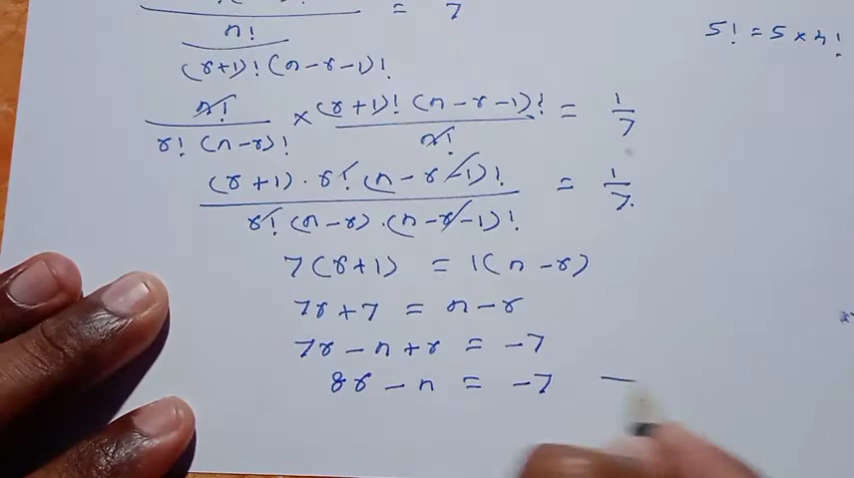 = 7
n!
(r+1)!(n-r-1)!
5! = 5 × 4!
n! / r!(n-r)! × (r+1)!(n-r-1)! / n! = 1/7
(r+1)·r!(n-r-1)! / r!(n-r)·(n-r-1)! = 1/7.
7(r+1) = 1(n-r)
7r+7 = n-r
7r-n+r = -7
8r-n = -7 —